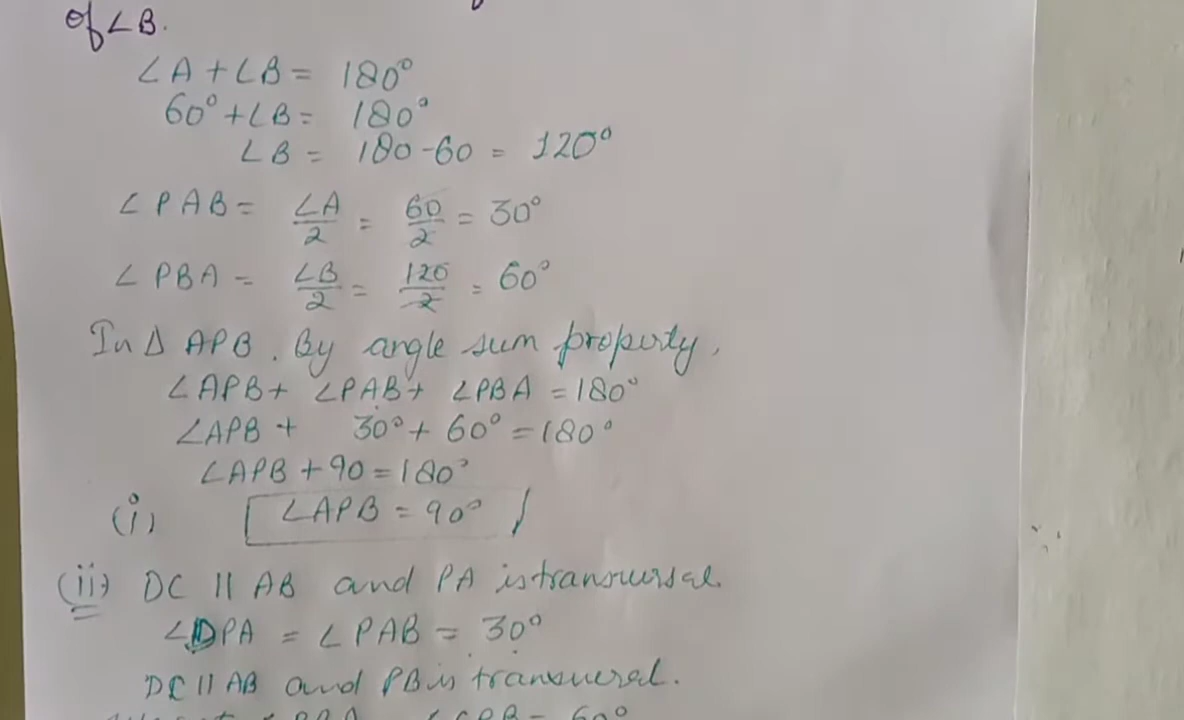 of ∠B.
∠A + ∠B = 180°
60° + ∠B = 180°
∠B = 180 - 60 = 120°
∠PAB = ∠A/2 = 60/2 = 30°
∠PBA = ∠B/2 = 120/2 = 60°
In Δ APB. By angle sum property,
∠APB + ∠PAB + ∠PBA = 180°
∠APB + 30° + 60° = 180°
∠APB + 90 = 180°
(i) ∠APB = 90°
(ii) DC || AB and PA is transversal.
∠DPA = ∠PAB = 30°
DC || AB and PB is transveral.
= 60°